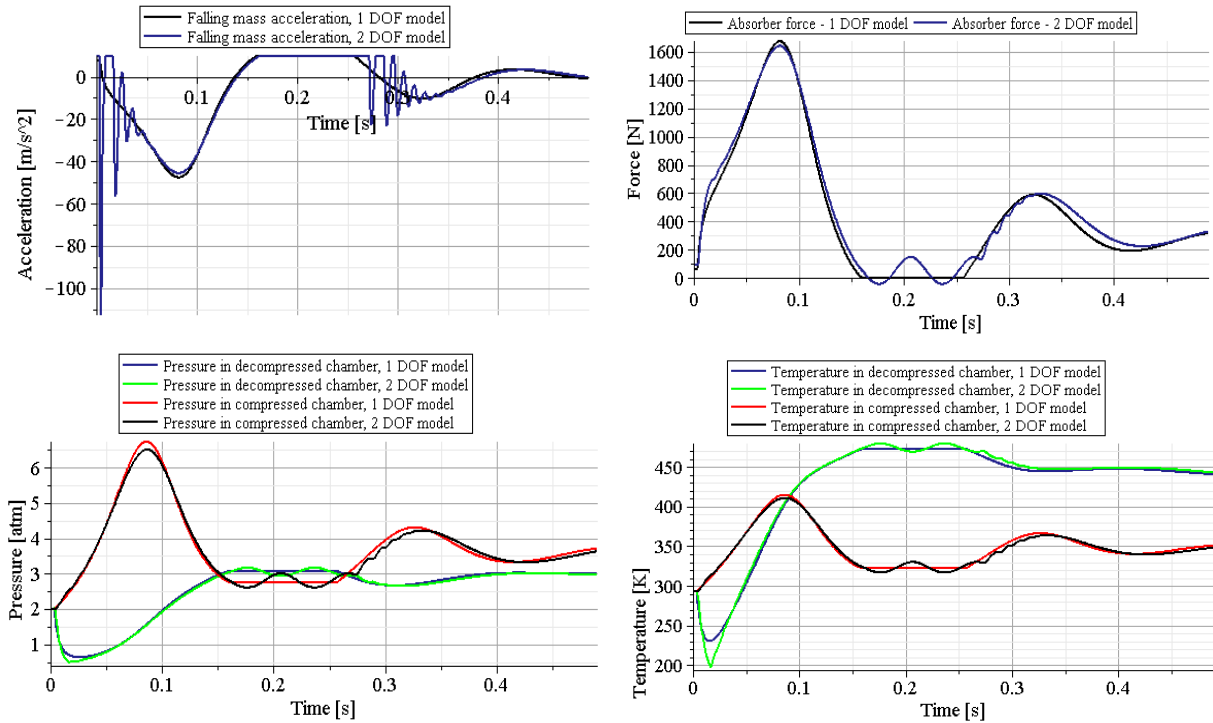 Falling mass acceleration, 1 DOF model
Falling mass acceleration, 2 DOF model
0
−20
−40
−60
−80
−100
0.1
0.2
0.3
0.4
Time [s]
Acceleration [m/s^2]
Absorber force - 1 DOF model Absorber force - 2 DOF model
1600
1400
1200
1000
800
600
400
200
0
0
0.1
0.2
0.3
0.4
Time [s]
Force [N]
Pressure in decompressed chamber, 1 DOF model
Pressure in decompressed chamber, 2 DOF model
Pressure in compressed chamber, 1 DOF model
Pressure in compressed chamber, 2 DOF model
6
5
4
3
2
1
0
0.1
0.2
0.3
0.4
Time [s]
Pressure [atm]
Temperature in decompressed chamber, 1 DOF model
Temperature in decompressed chamber, 2 DOF model
Temperature in compressed chamber, 1 DOF model
Temperature in compressed chamber, 2 DOF model
450
400
350
300
250
200
0
0.1
0.2
0.3
0.4
Time [s]
Temperature [K]